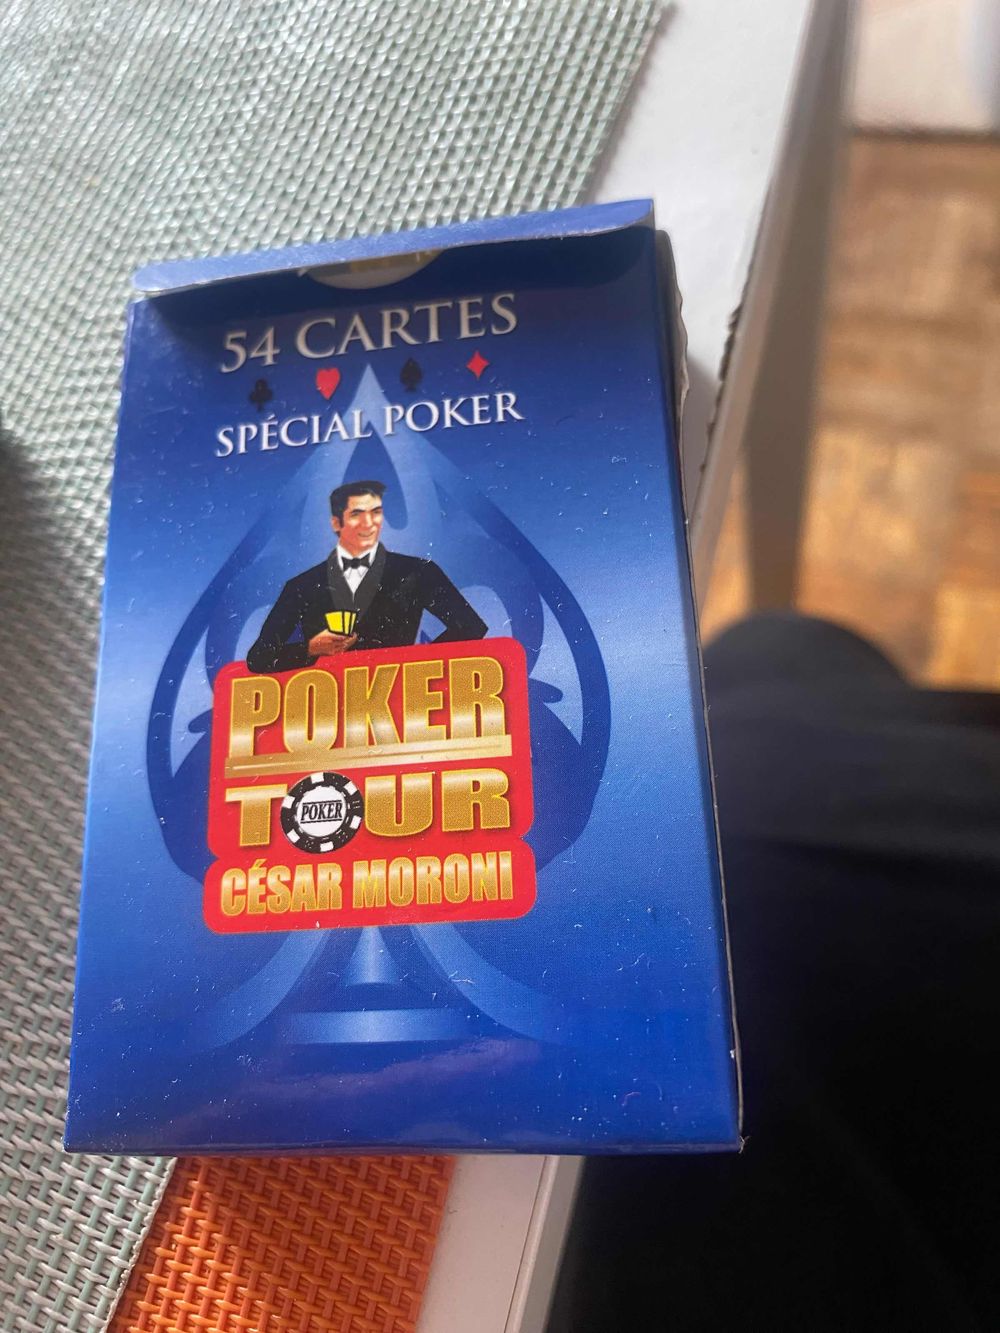 54 CARTES
SPÉCIAL POKER
POKER
TOUR
POKER
CÉSAR MORONI